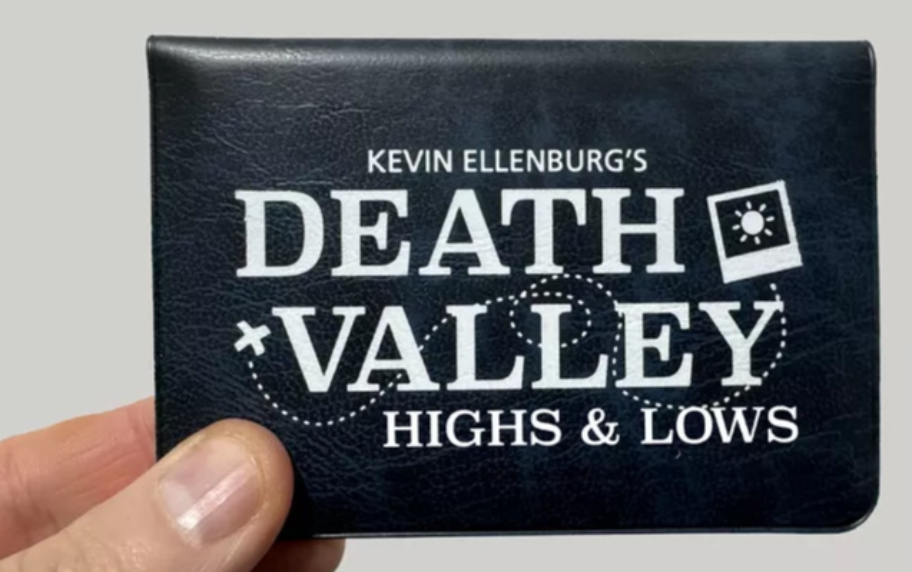 KEVIN ELLENBURG'S
DEATH
VALLEY
HIGHS & LOWS